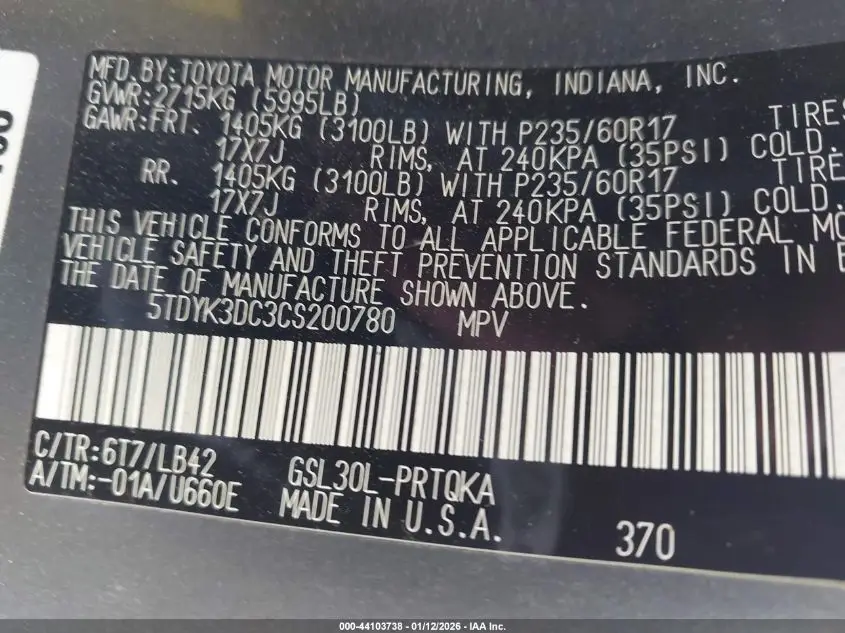 MFD.BY:TOYOTA MOTOR MANUFACTURING, INDIANA, INC.
GVWR:2715KG (5995LB)
GAWR:FRT. 1405KG (3100LB) WITH P235/60R17 TIRES
17X7J RIMS, AT 240KPA (35PSI) COLD.
RR. 1405KG (3100LB) WITH P235/60R17 TIRE
17X7J RIMS, AT 240KPA (35PSI) COLD.
THIS VEHICLE CONFORMS TO ALL APPLICABLE FEDERAL MO
VEHICLE SAFETY AND THEFT PREVENTION STANDARDS IN E
THE DATE OF MANUFACTURE SHOWN ABOVE.
5TDYK3DC3CS200780 MPV
C/TR:6T7/LB42 GSL30L-PRTQKA
A/TM:-01A/U660E MADE IN U.S.A.
370
000-44103738 - 01/12/2026 - IAA Inc.